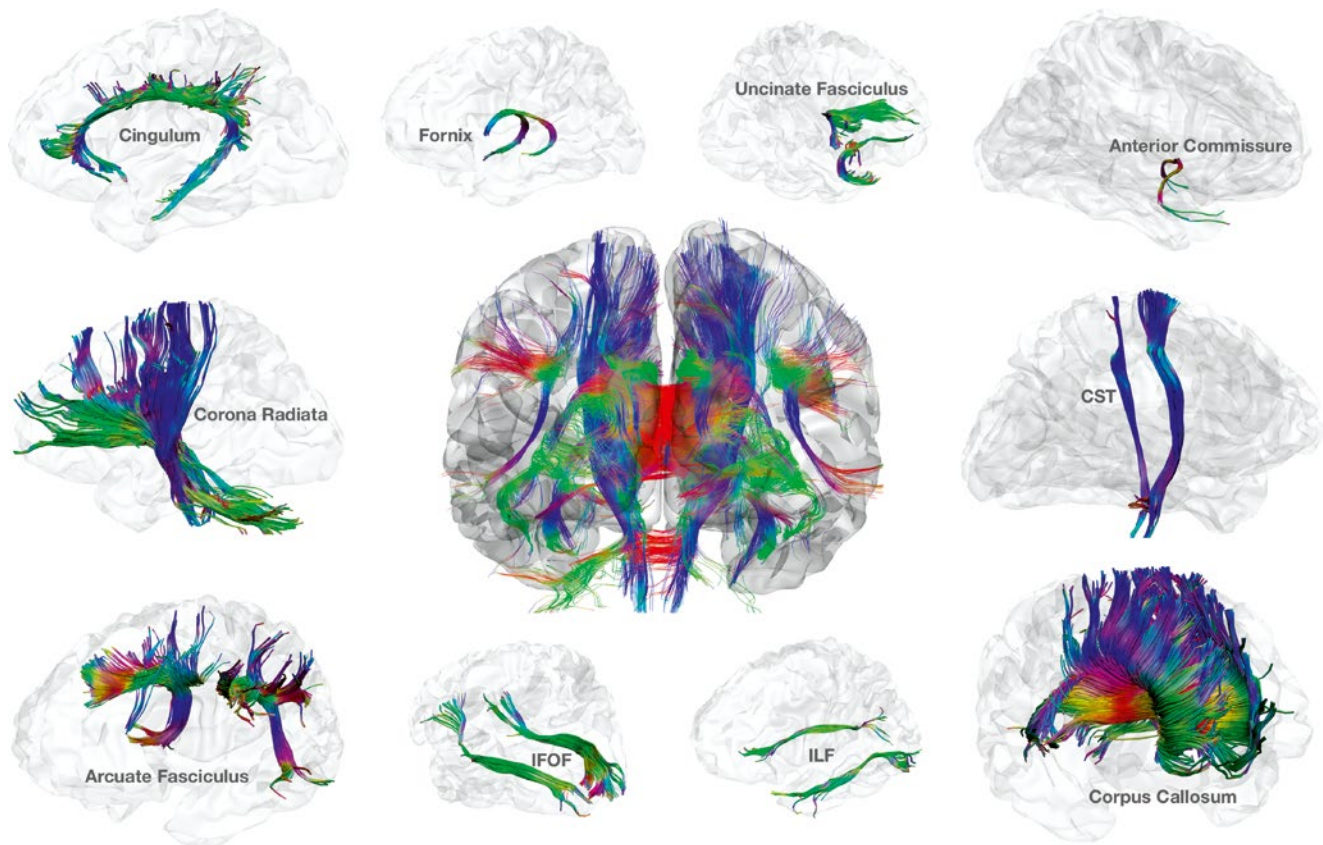 Cingulum
Fornix
Uncinate Fasciculus
Anterior Commissure
Corona Radiata
CST
Arcuate Fasciculus
IFOF
ILF
Corpus Callosum